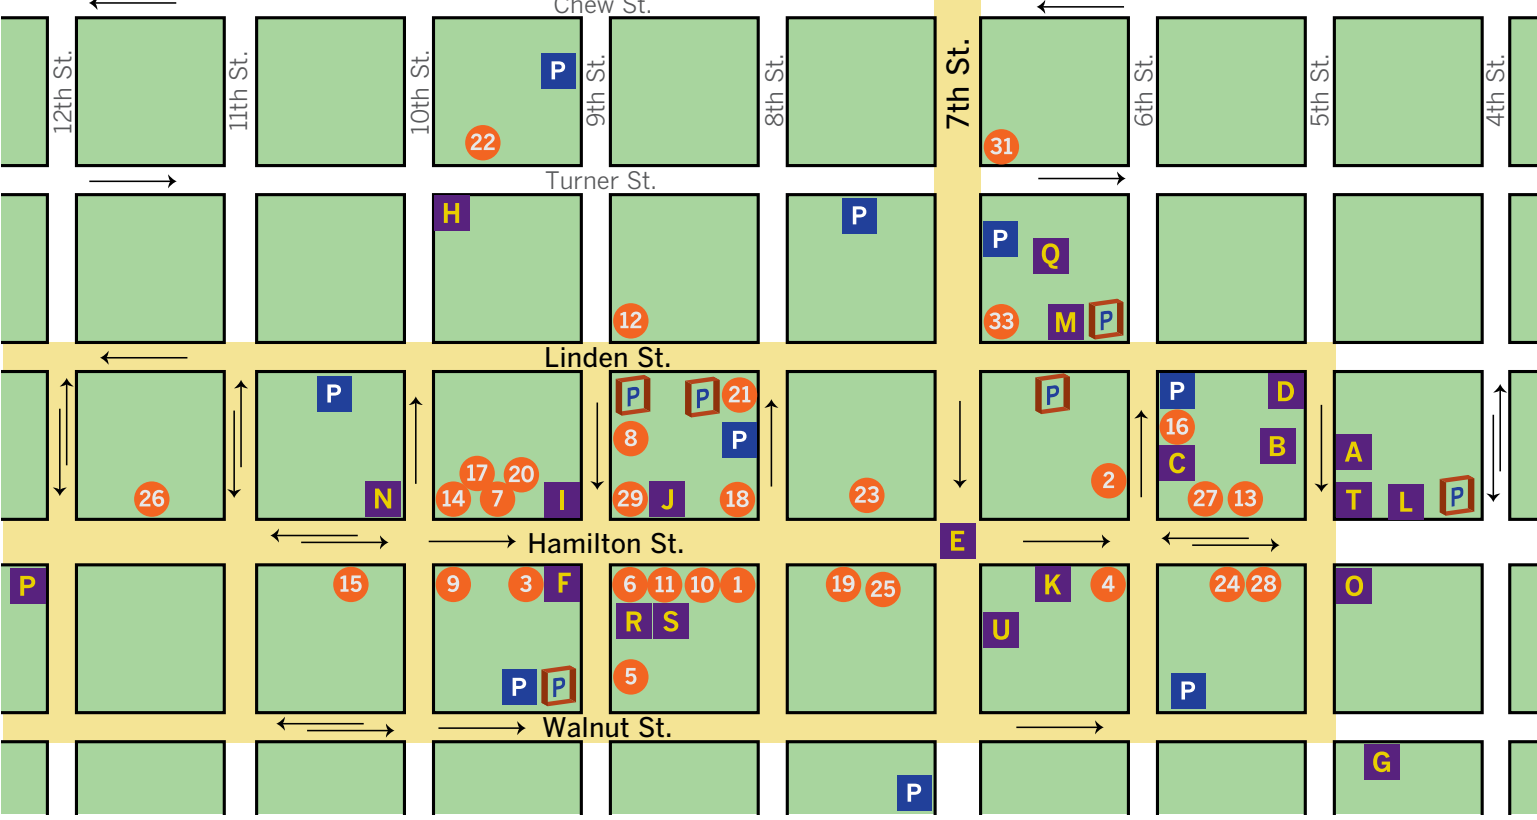 Chew St.
12th St.
11th St.
10th St.
9th St.
8th St.
7th St.
6th St.
5th St.
4th St.
P
22
31
Turner St.
H
P
P
Q
12
33
M
P
Linden St.
P
P
P
21
P
P
D
8
P
16
B
A
C
17
20
2
26
N
14
7
I
29
J
18
23
27
13
T
L
P
E
Hamilton St.
P
15
9
3
F
6
11
10
1
19
25
K
4
24
28
O
R
S
U
5
P
P
P
Walnut St.
G
P